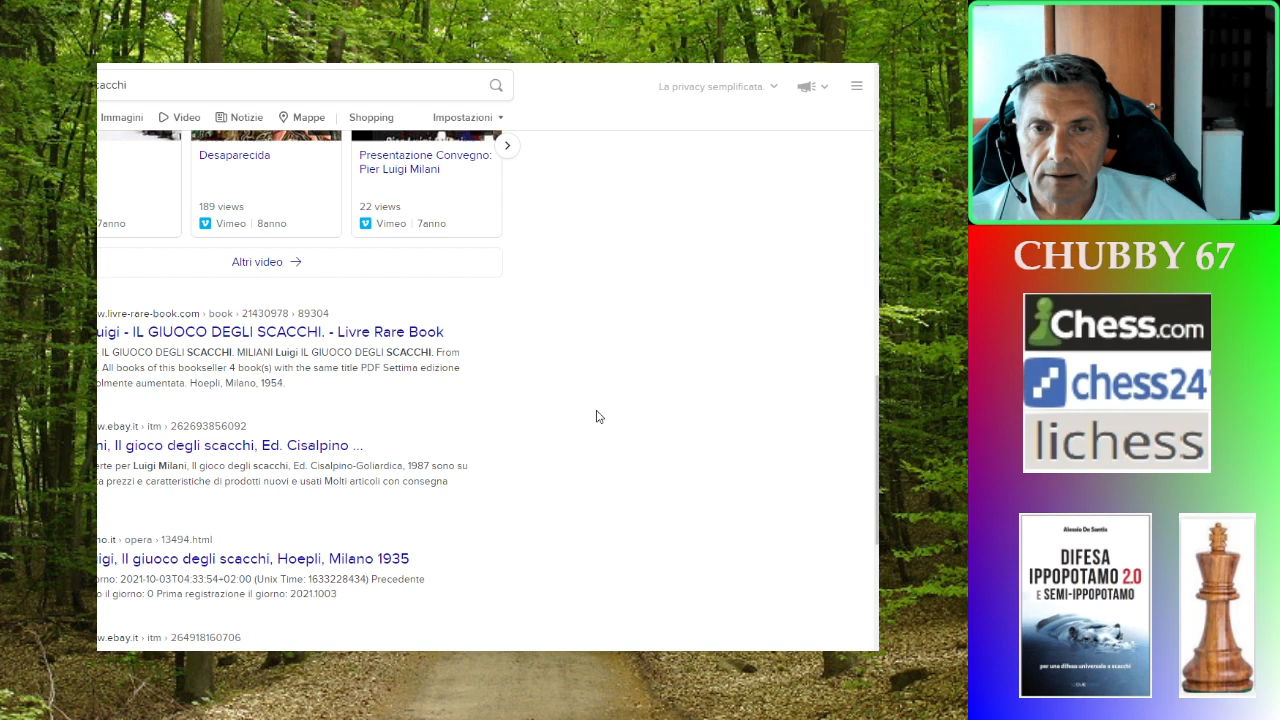 cacchi
La privacy semplificata.
Immagini Video Notizie Mappe Shopping Impostazioni
Desaparecida
189 views
Vimeo 8anno
Presentazione Convegno:
Pier Luigi Milani
22 views
Vimeo 7anno
7anno
Altri video →
w.livre-rare-book.com › book › 21430978 › 89304
uigi - IL GIUOCO DEGLI SCACCHI. - Livre Rare Book
- IL GIUOCO DEGLI SCACCHI. MILIANI Luigi IL GIUOCO DEGLI SCACCHI. From
. All books of this bookseller 4 book(s) with the same title PDF Settima edizione
olmente aumentata. Hoepli, Milano, 1954.
w.ebay.it › itm › 262693856092
ni, Il gioco degli scacchi, Ed. Cisalpino ...
erte per Luigi Milani, Il gioco degli scacchi, Ed. Cisalpino-Goliardica, 1987 sono su
a prezzi e caratteristiche di prodotti nuovi e usati Molti articoli con consegna
no.it › opera › 13494.html
igi, Il giuoco degli scacchi, Hoepli, Milano 1935
orno: 2021-10-03T04:33:54+02:00 (Unix Time: 1633228434) Precedente
o il giorno: 0 Prima registrazione il giorno: 2021.1003
w.ebay.it › itm › 264918160706
CHUBBY 67
Chess.com
chess24
lichess
Alessio De Santis
DIFESA
IPPOPOTAMO 2.0
E SEMI-IPPOPOTAMO
per una difesa universale a scacchi